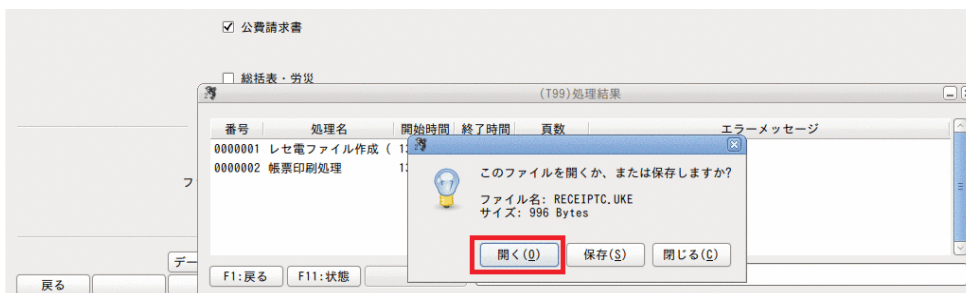 公費請求書
総括表・労災
(T99)処理結果
番号 処理名 開始時間 終了時間 頁数 エラーメッセージ
0000001 レセ電ファイル作成(
0000002 帳票印刷処理
このファイルを開くか、または保存しますか?
ファイル名: RECEIPTC.UKE
サイズ: 996 Bytes
開く(O) 保存(S) 閉じる(C)
F1:戻る F11:状態
戻る